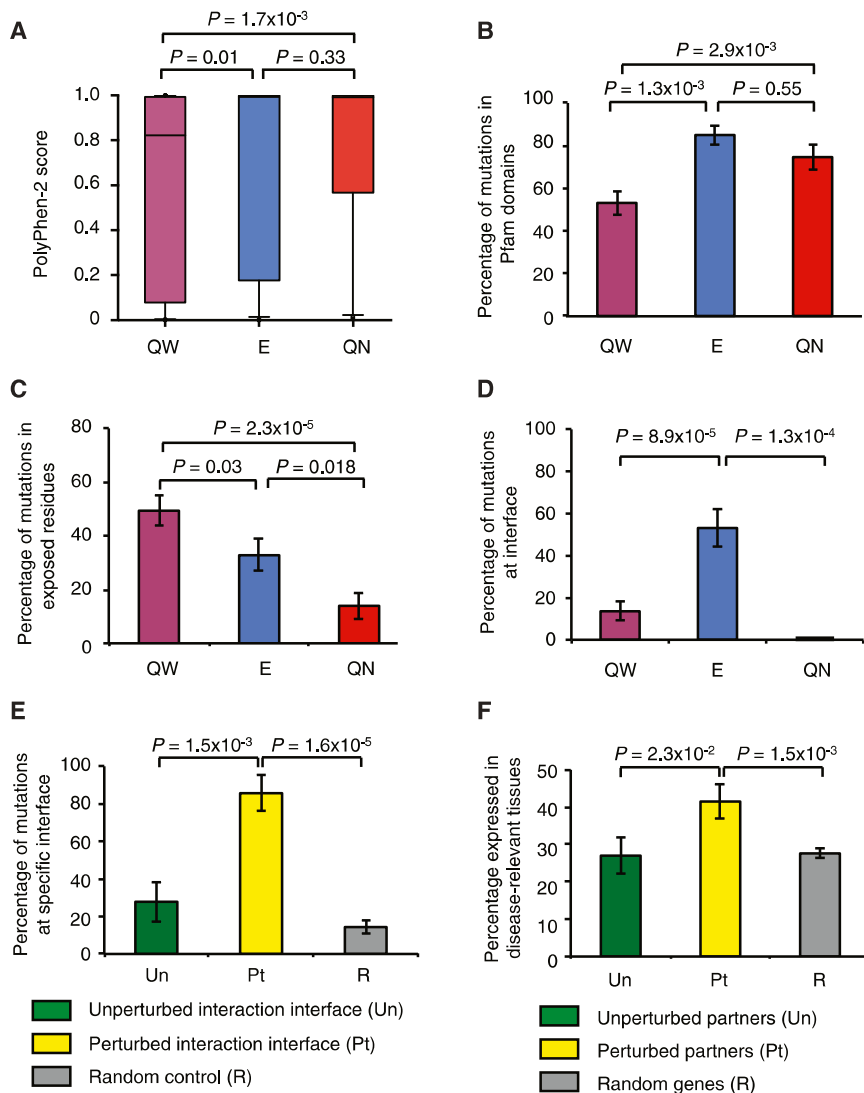 A
P = 1.7x10⁻³
P = 0.01
P = 0.33
PolyPhen-2 score
1.0
0.8
0.6
0.4
0.2
0
QW
E
QN
B
P = 2.9x10⁻³
P = 1.3x10⁻³
P = 0.55
Percentage of mutations in
Pfam domains
100
80
60
40
20
0
QW
E
QN
C
P = 2.3x10⁻⁵
P = 0.03
P = 0.018
Percentage of mutations in
exposed residues
80
60
40
20
0
QW
E
QN
D
P = 8.9x10⁻⁵
P = 1.3x10⁻⁴
Percentage of mutations
at interface
100
80
60
40
20
0
QW
E
QN
E
P = 1.5x10⁻³
P = 1.6x10⁻⁵
Percentage of mutations
at specific interface
100
80
60
40
20
0
Un
Pt
R
Unperturbed interaction interface (Un)
Perturbed interaction interface (Pt)
Random control (R)
F
P = 2.3x10⁻²
P = 1.5x10⁻³
Percentage expressed in
disease-relevant tissues
50
40
30
20
10
0
Un
Pt
R
Unperturbed partners (Un)
Perturbed partners (Pt)
Random genes (R)